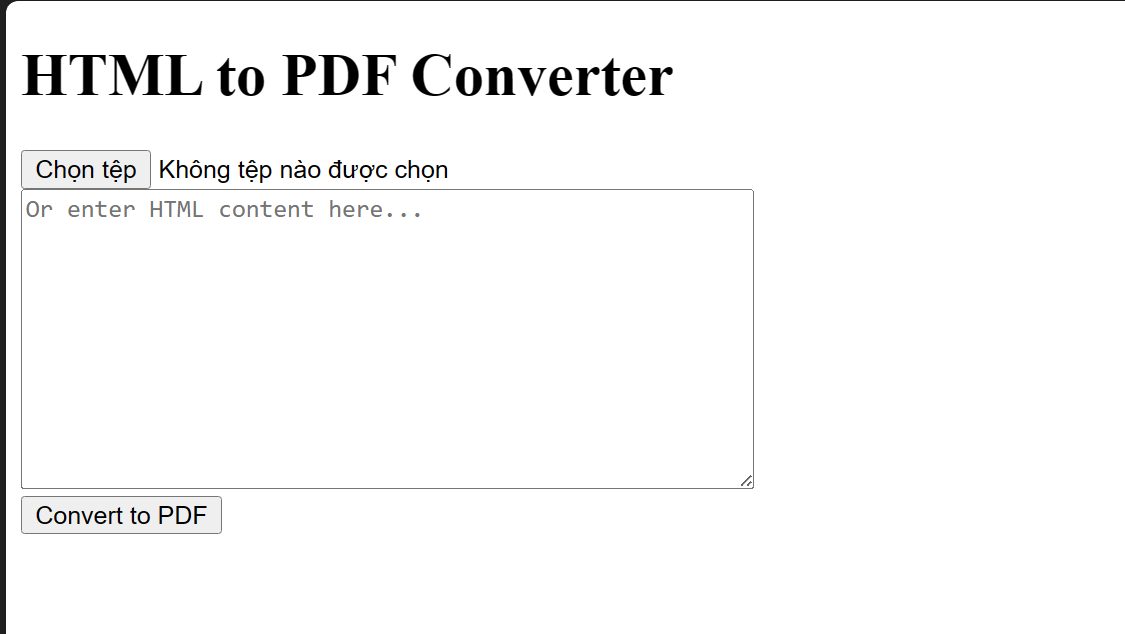 HTML to PDF Converter
Chọn tệp Không tệp nào được chọn
Or enter HTML content here...
Convert to PDF